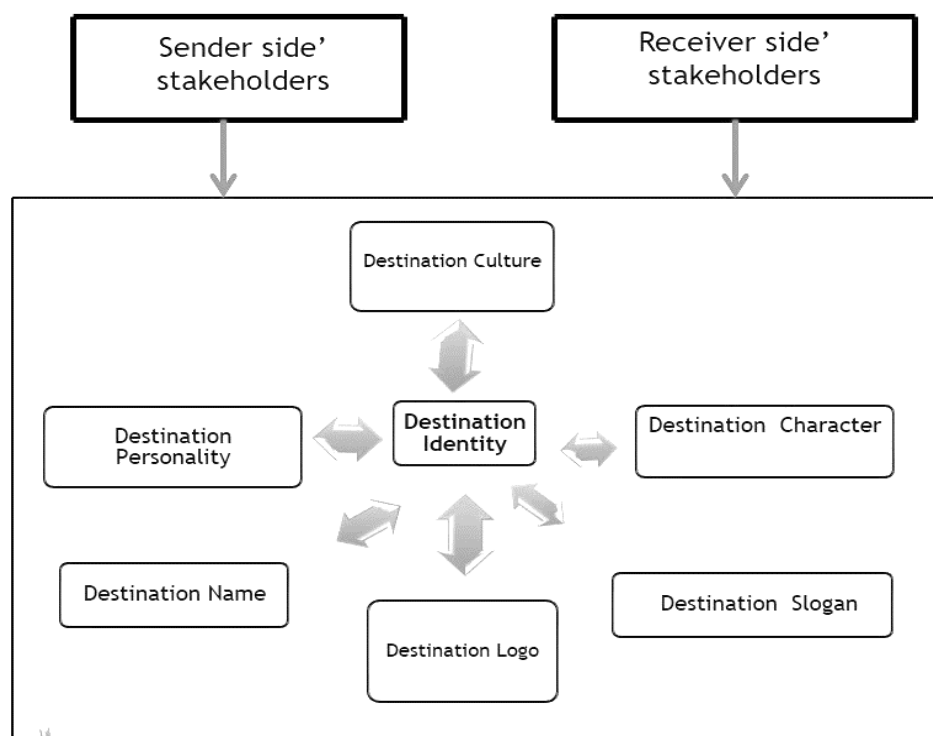 Sender side’
stakeholders
Receiver side’
stakeholders
Destination Culture
Destination
Personality
Destination
Identity
Destination Character
Destination Name
Destination Logo
Destination Slogan